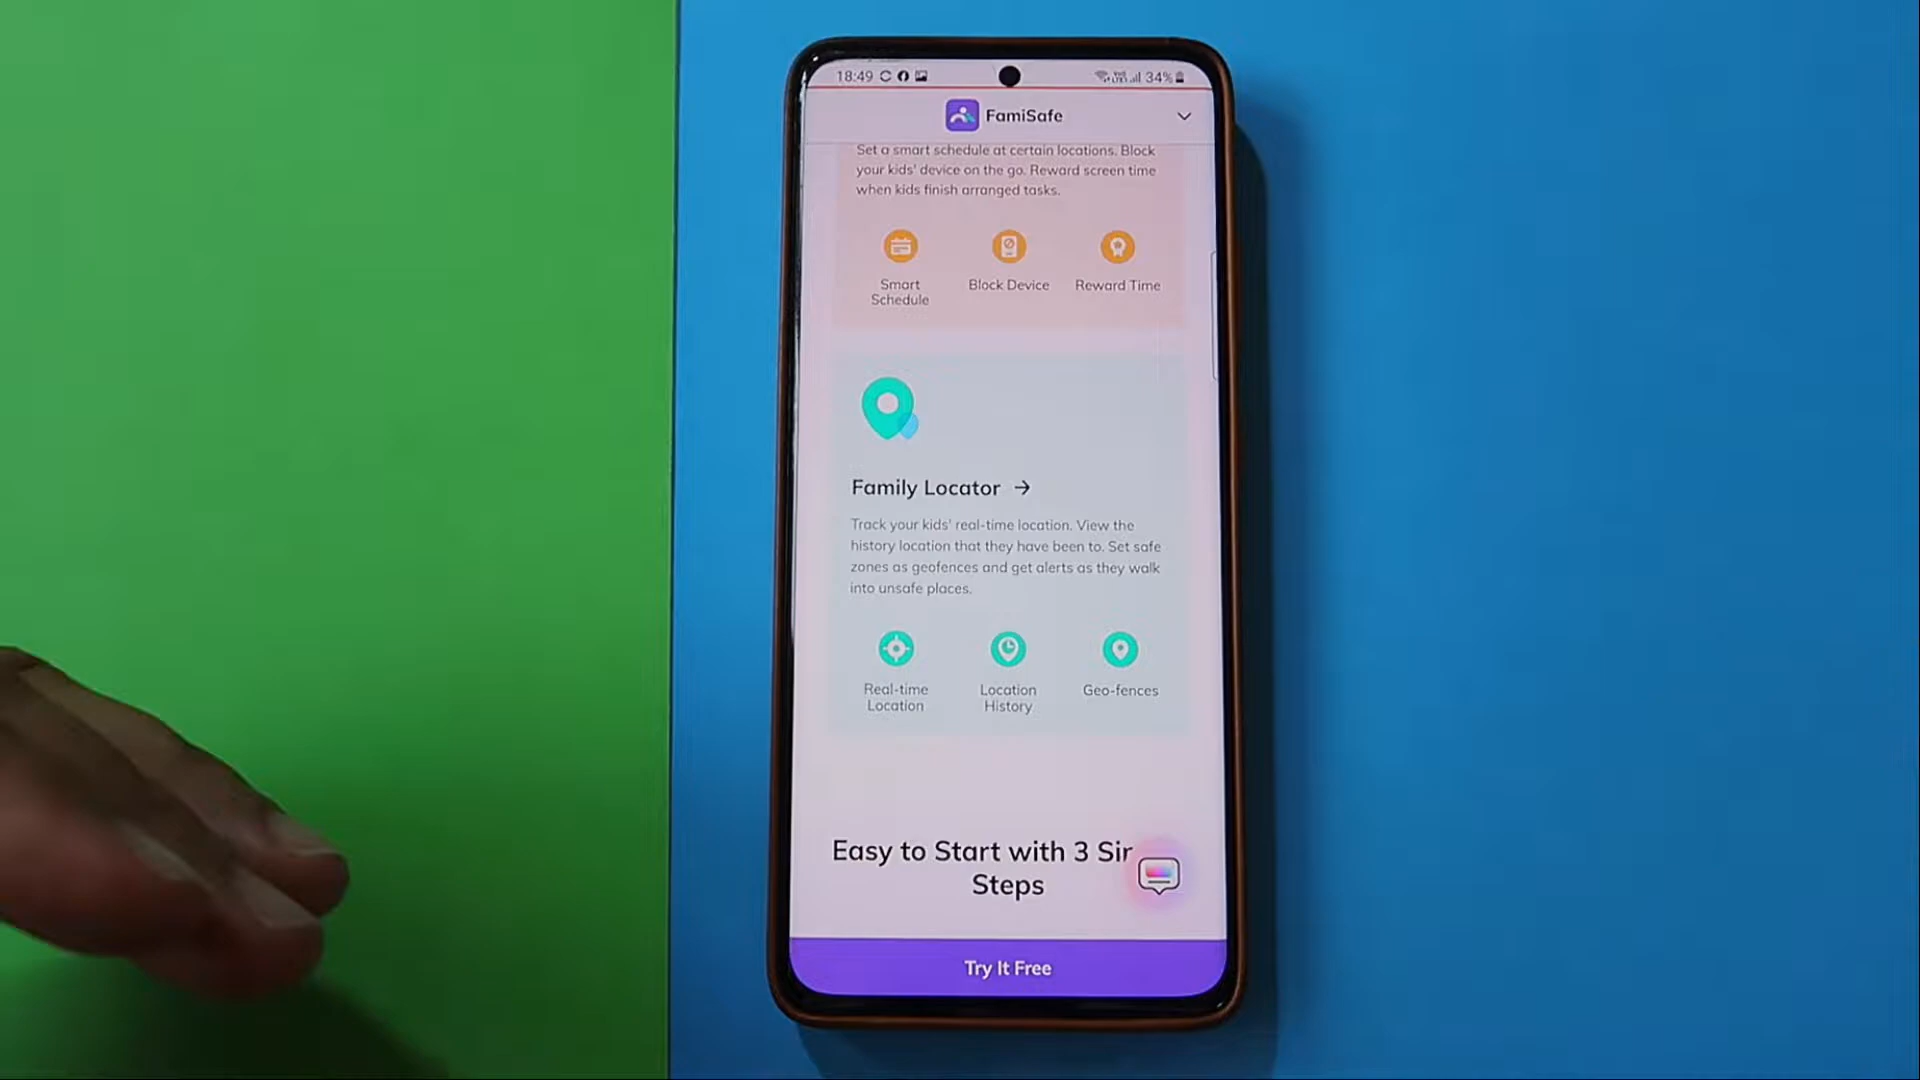 18:49 34%
FamiSafe
Set a smart schedule at certain locations. Block
your kids' device on the go. Reward screen time
when kids finish arranged tasks.
Smart
Schedule
Block Device
Reward Time
Family Locator →
Track your kids' real-time location. View the
history location that they have been to. Set safe
zones as geofences and get alerts as they walk
into unsafe places.
Real-time
Location
Location
History
Geo-fences
Easy to Start with 3 Sir
Steps
Try It Free